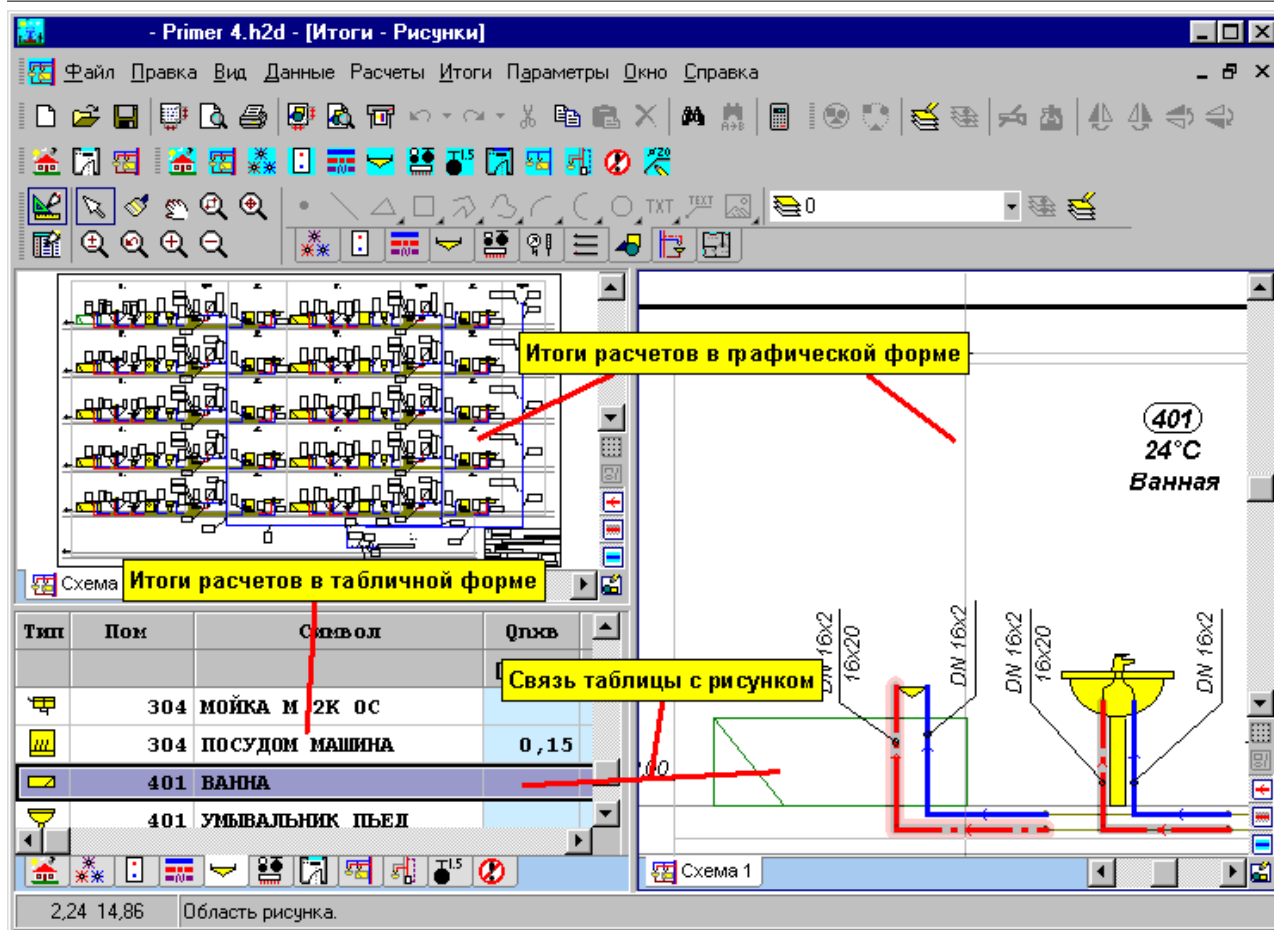 - Primer 4.h2d - [Итоги - Рисунки]
Файл Правка Вид Данные Расчеты Итоги Параметры Окно Справка
TXT TEXT 0
Итоги расчетов в графической форме
401
24°C
Ванная
Схема
Итоги расчетов в табличной форме
Тип Пом Символ Qпхв
Связь таблицы с рисунком
304 МОЙКА М 2К ОС
304 ПОСУДОМ МАШИНА 0,15
401 ВАННА
401 УМЫВАЛЬНИК ПЬЕД
DN 16x2
16x20
DN 16x2
DN 16x2
16x20
DN 16x2
Схема 1
2,24 14,86 Область рисунка.